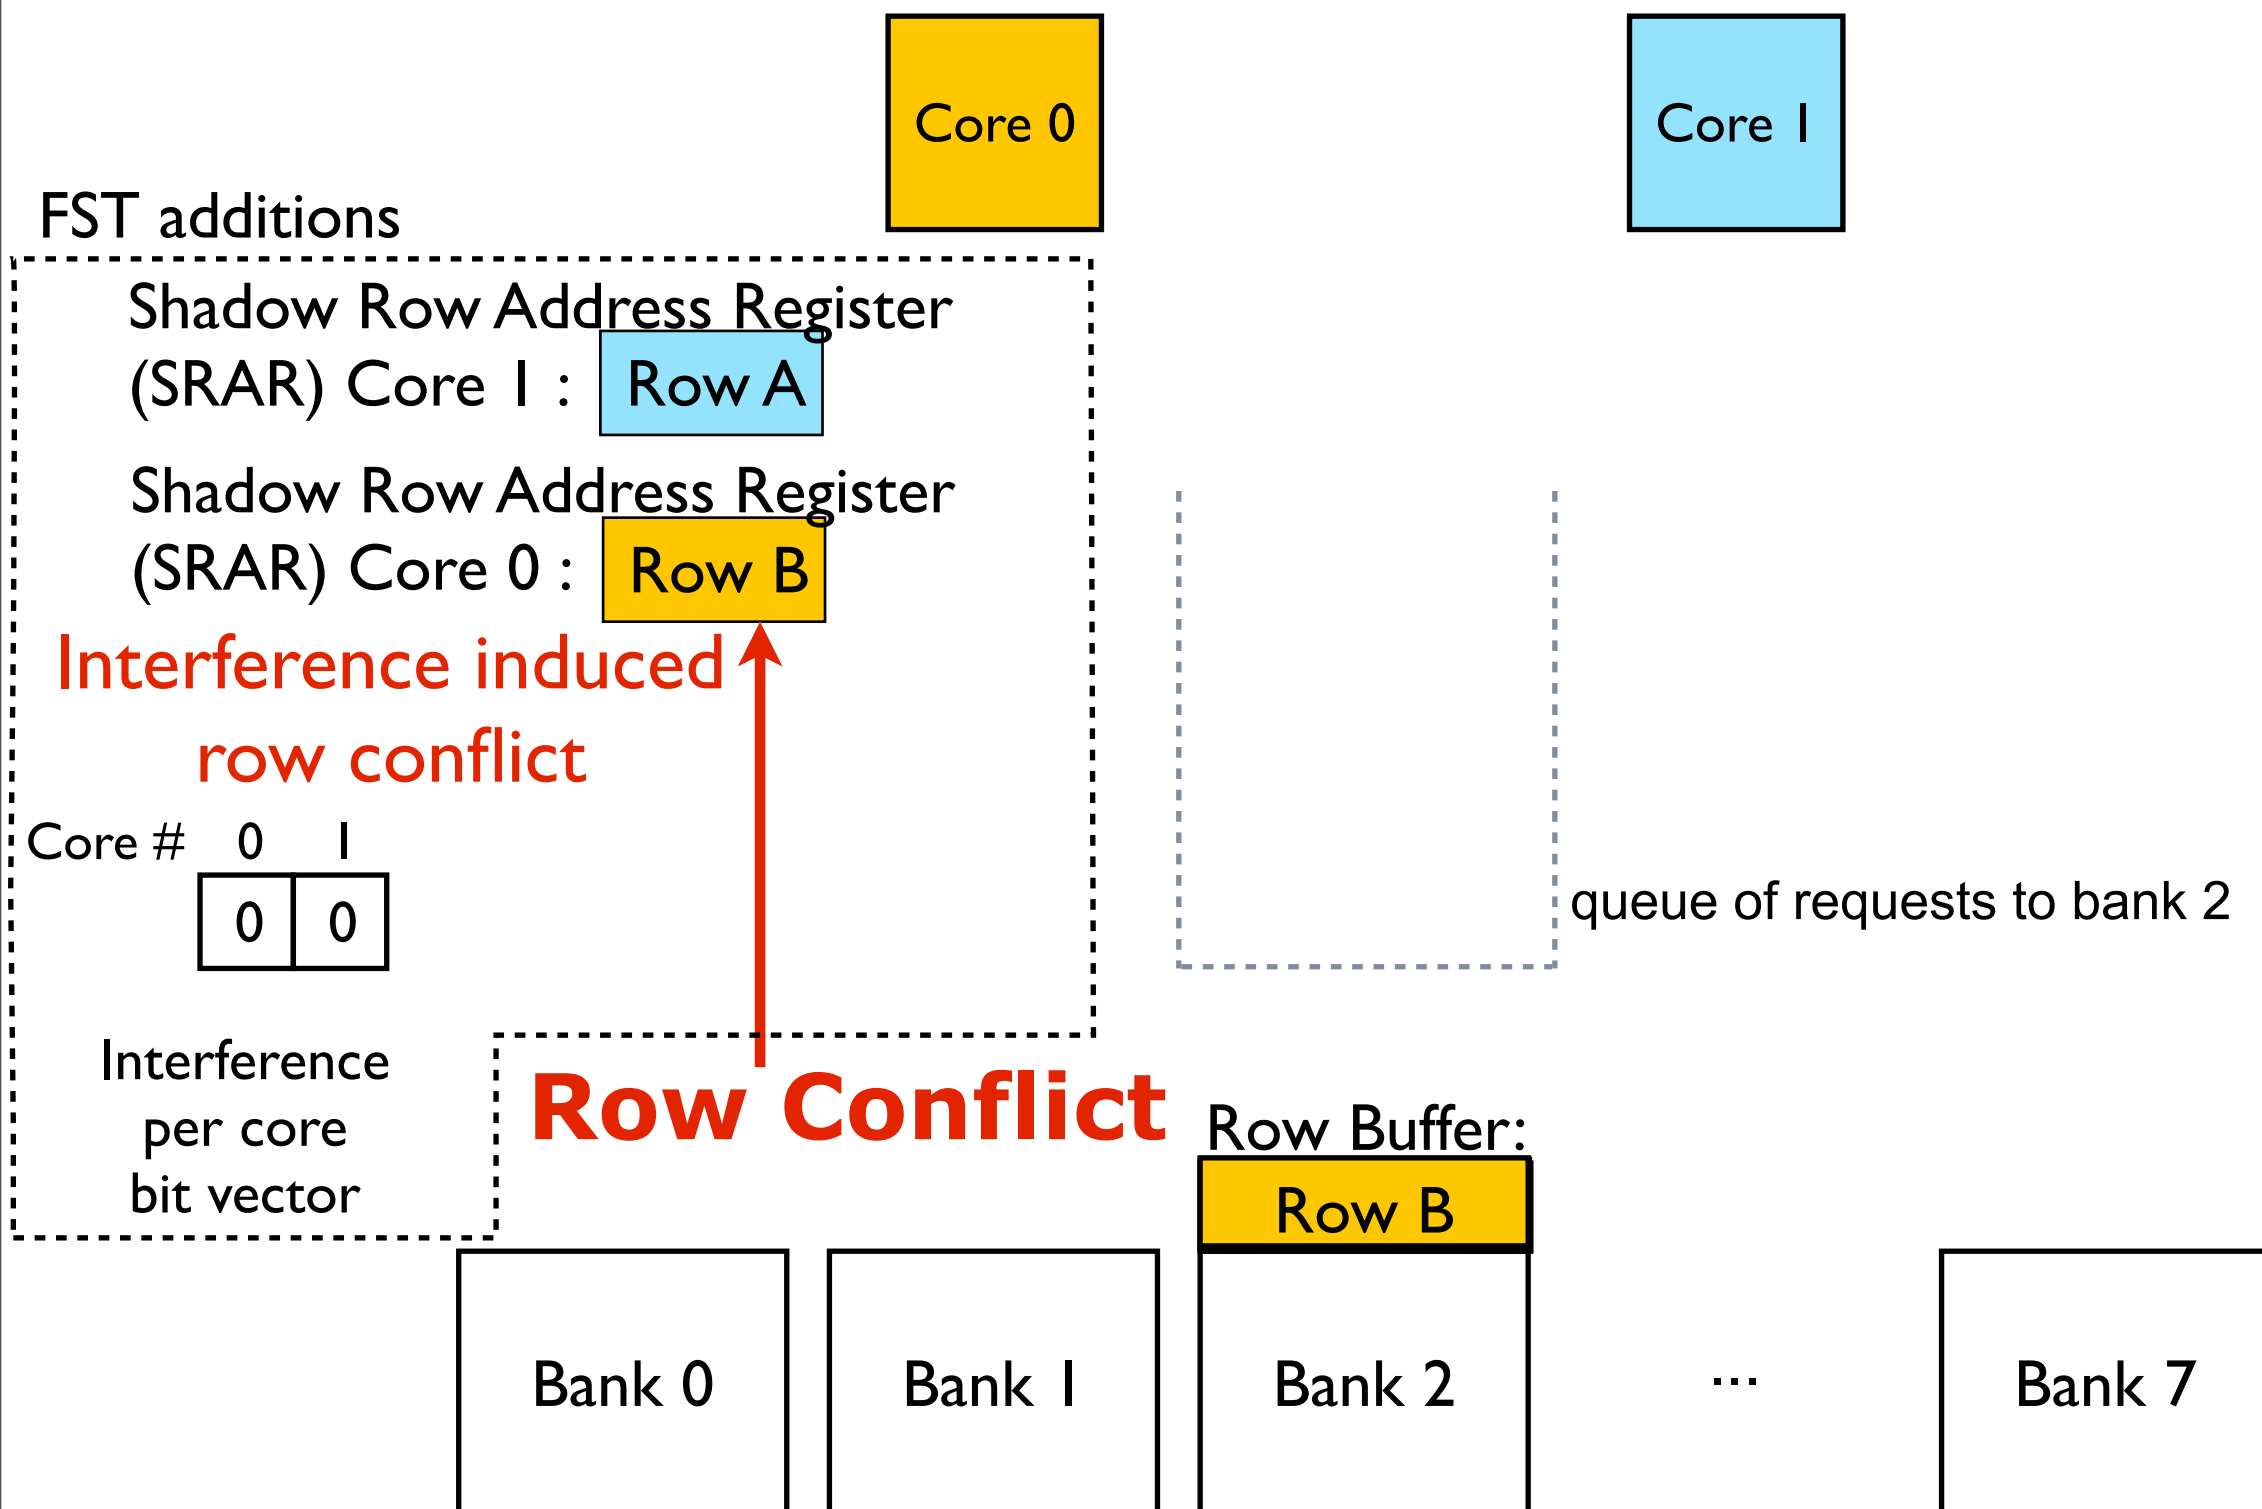 Core 0
Core 1
FST additions
Shadow Row Address Register
(SRAR) Core 1 : Row A
Shadow Row Address Register
(SRAR) Core 0 : Row B
Interference induced
row conflict
Core # 0 1
0 0
queue of requests to bank 2
Interference
per core
bit vector
Row Conflict
Row Buffer:
Row B
Bank 0
Bank 1
Bank 2
...
Bank 7